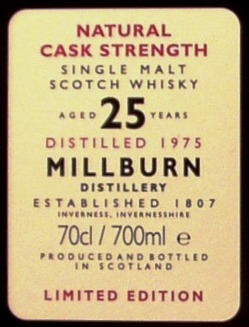 NATURAL
CASK STRENGTH
SINGLE MALT
SCOTCH WHISKY
AGED 25 YEARS
DISTILLED 1975
MILLBURN
DISTILLERY
ESTABLISHED 1807
INVERNESS, INVERNESSHIRE
70cl / 700ml e
PRODUCED AND BOTTLED
IN SCOTLAND
LIMITED EDITION